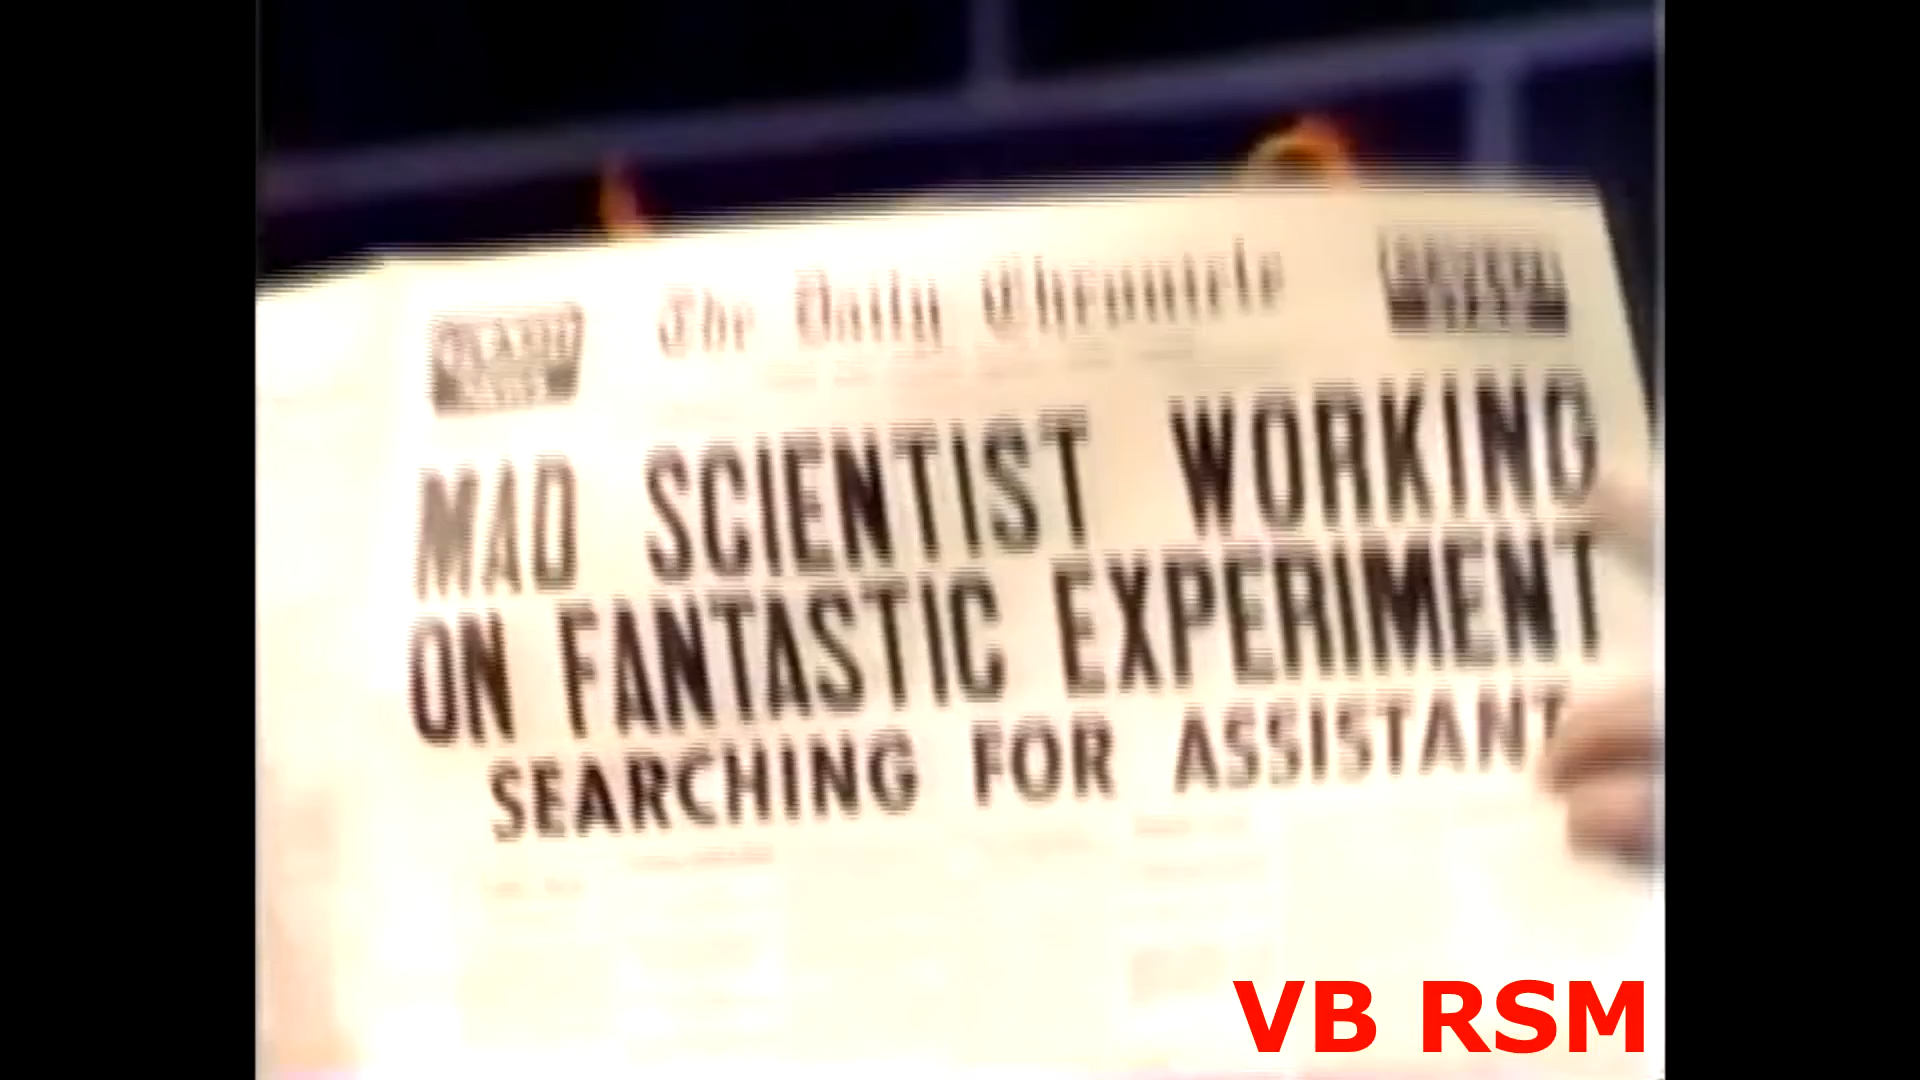 The Daily Chronicle
MAD SCIENTIST WORKING
ON FANTASTIC EXPERIMENT
SEARCHING FOR ASSISTANT
VB RSM